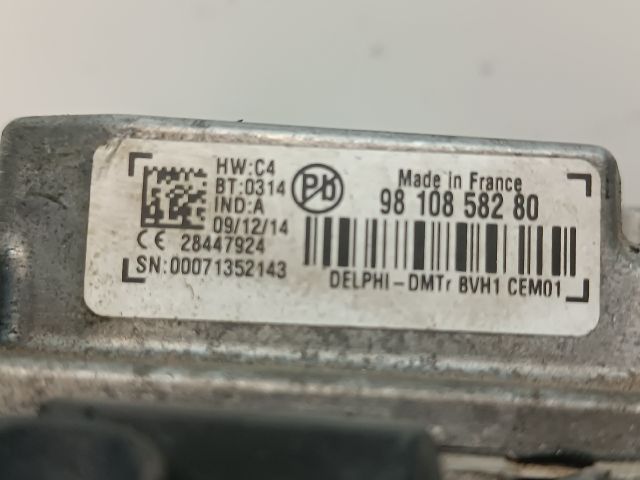 HW:C4
BT:0314
IND:A
09/12/14
CE 28447924
SN:00071352143
Pb
Made in France
98 108 582 80
DELPHI-DMTr BVH1 CEM01